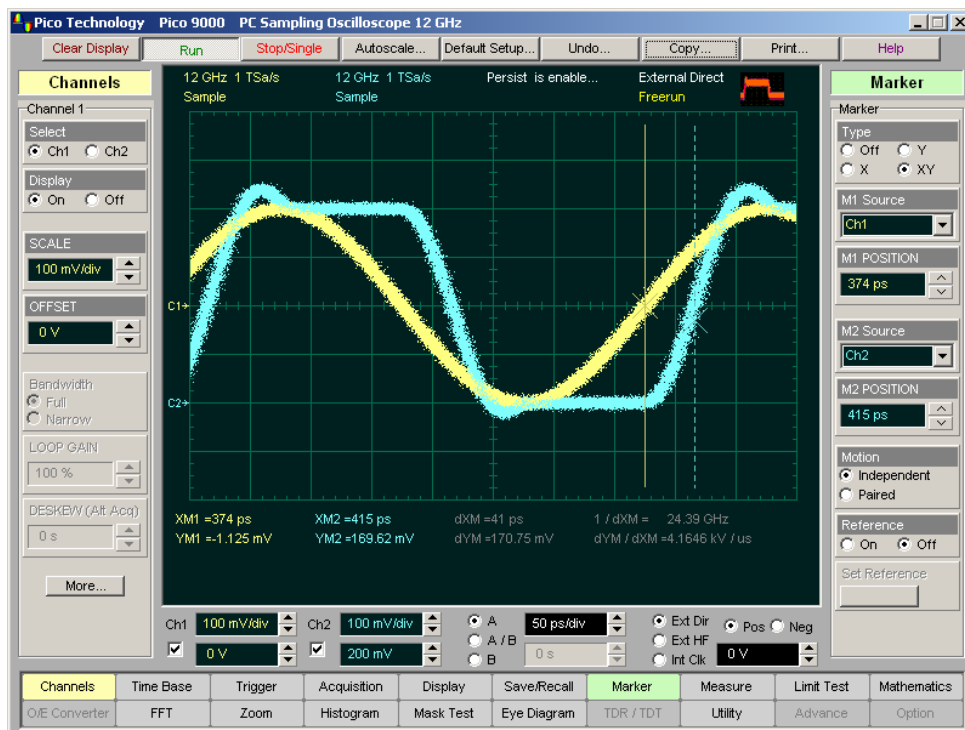 Pico Technology Pico 9000 PC Sampling Oscilloscope 12 GHz
Clear Display Run Stop/Single Autoscale... Default Setup... Undo... Copy... Print... Help
Channels
Channel 1
Select
Ch1 Ch2
Display
On Off
SCALE
100 mV/div
OFFSET
0 V
Bandwidth
Full
Narrow
LOOP GAIN
100 %
DESKEW (Alt Acq)
0 s
More...
12 GHz 1 TSa/s 12 GHz 1 TSa/s Persist is enable... External Direct
Sample Sample Freerun
C1
C2
XM1 =374 ps XM2 =415 ps dXM =41 ps 1 / dXM = 24.39 GHz
YM1 =-1.125 mV YM2 =169.62 mV dYM =170.75 mV dYM / dXM =4.1646 kV / us
Ch1 100 mV/div Ch2 100 mV/div A 50 ps/div Ext Dir Pos Neg
A / B Ext HF
0 V 200 mV B 0 s Int Clk 0 V
Marker
Marker
Type
Off Y
X XY
M1 Source
Ch1
M1 POSITION
374 ps
M2 Source
Ch2
M2 POSITION
415 ps
Motion
Independent
Paired
Reference
On Off
Set Reference
Channels Time Base Trigger Acquisition Display Save/Recall Marker Measure Limit Test Mathematics
O/E Converter FFT Zoom Histogram Mask Test Eye Diagram TDR / TDT Utility Advance Option